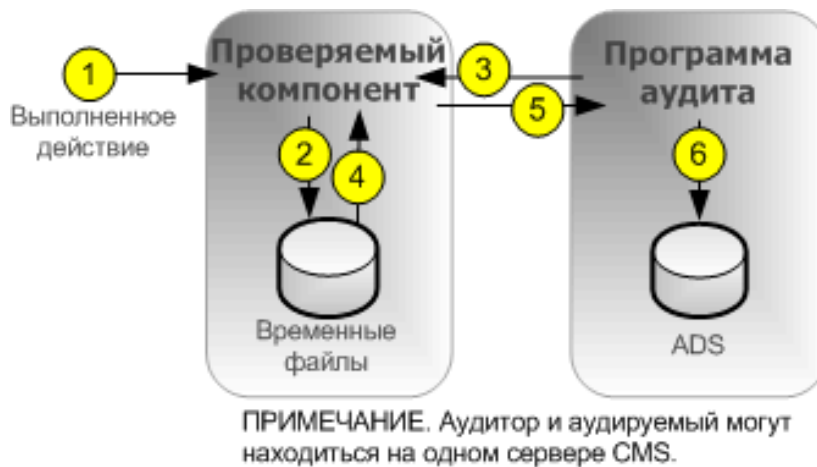 Проверяемый
компонент
Программа
аудита
1
3
5
Выполненное
действие
2
4
6
Временные
файлы
ADS
ПРИМЕЧАНИЕ. Аудитор и аудируемый могут
находиться на одном сервере CMS.